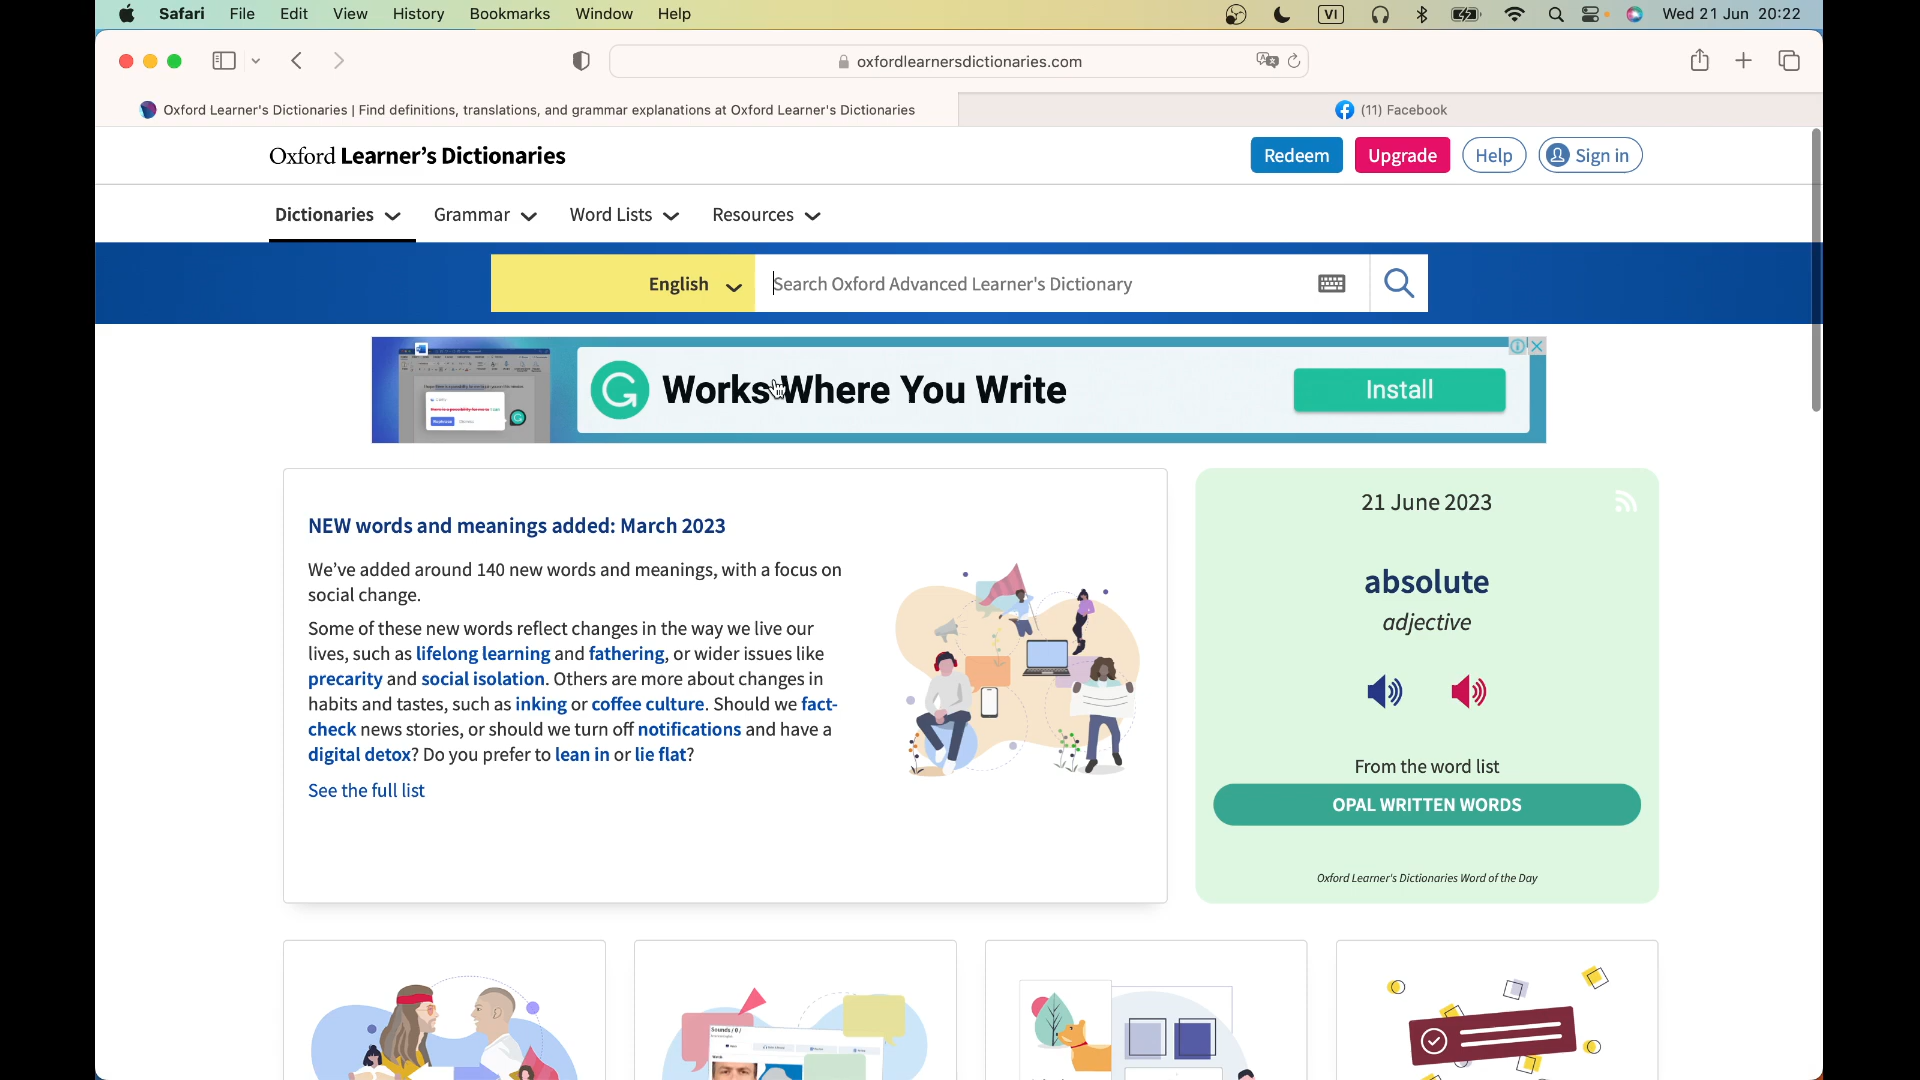 Safari File Edit View History Bookmarks Window Help VI Wed 21 Jun 20:22
oxfordlearnersdictionaries.com
Oxford Learner's Dictionaries | Find definitions, translations, and grammar explanations at Oxford Learner's Dictionaries
(11) Facebook
Oxford Learner's Dictionaries
Redeem Upgrade Help Sign in
Dictionaries Grammar Word Lists Resources
English Search Oxford Advanced Learner's Dictionary
Works Where You Write
Install
NEW words and meanings added: March 2023
We've added around 140 new words and meanings, with a focus on
social change.
Some of these new words reflect changes in the way we live our
lives, such as lifelong learning and fathering, or wider issues like
precarity and social isolation. Others are more about changes in
habits and tastes, such as inking or coffee culture. Should we fact-
check news stories, or should we turn off notifications and have a
digital detox? Do you prefer to lean in or lie flat?
See the full list
21 June 2023
absolute
adjective
From the word list
OPAL WRITTEN WORDS
Oxford Learner's Dictionaries Word of the Day